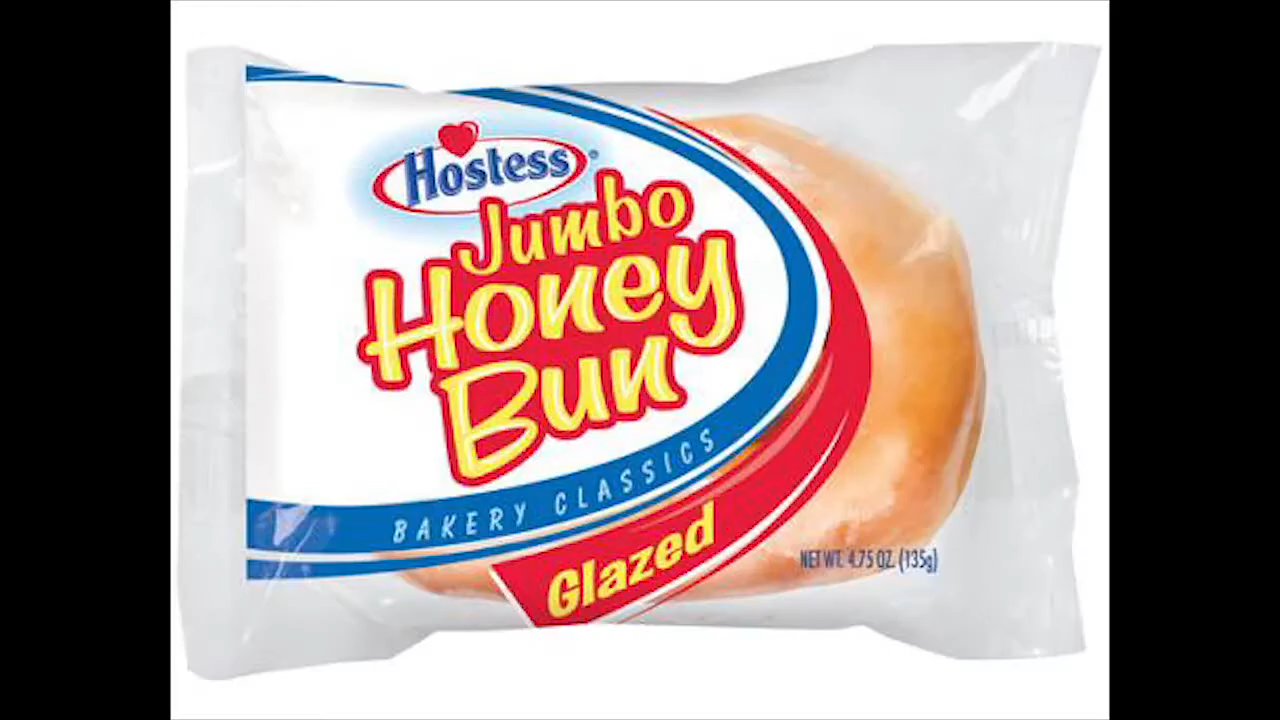 Hostess
Jumbo
Honey
Bun
BAKERY CLASSICS
Glazed
NET WT. 4.75 OZ. (135g)